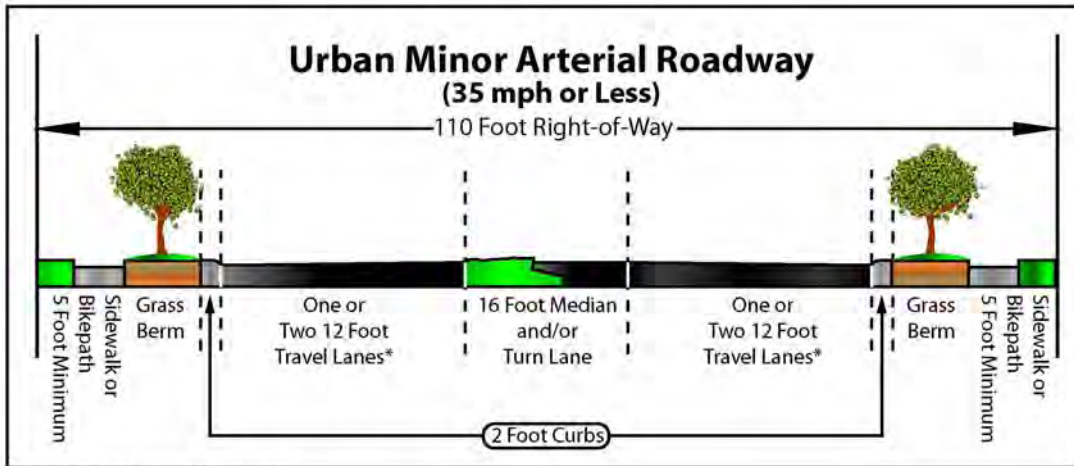 Urban Minor Arterial Roadway
(35 mph or Less)
110 Foot Right-of-Way
Sidewalk or
Bikepath
5 Foot Minimum
Grass
Berm
One or
Two 12 Foot
Travel Lanes*
16 Foot Median
and/or
Turn Lane
One or
Two 12 Foot
Travel Lanes*
Grass
Berm
Sidewalk or
Bikepath
5 Foot Minimum
2 Foot Curbs